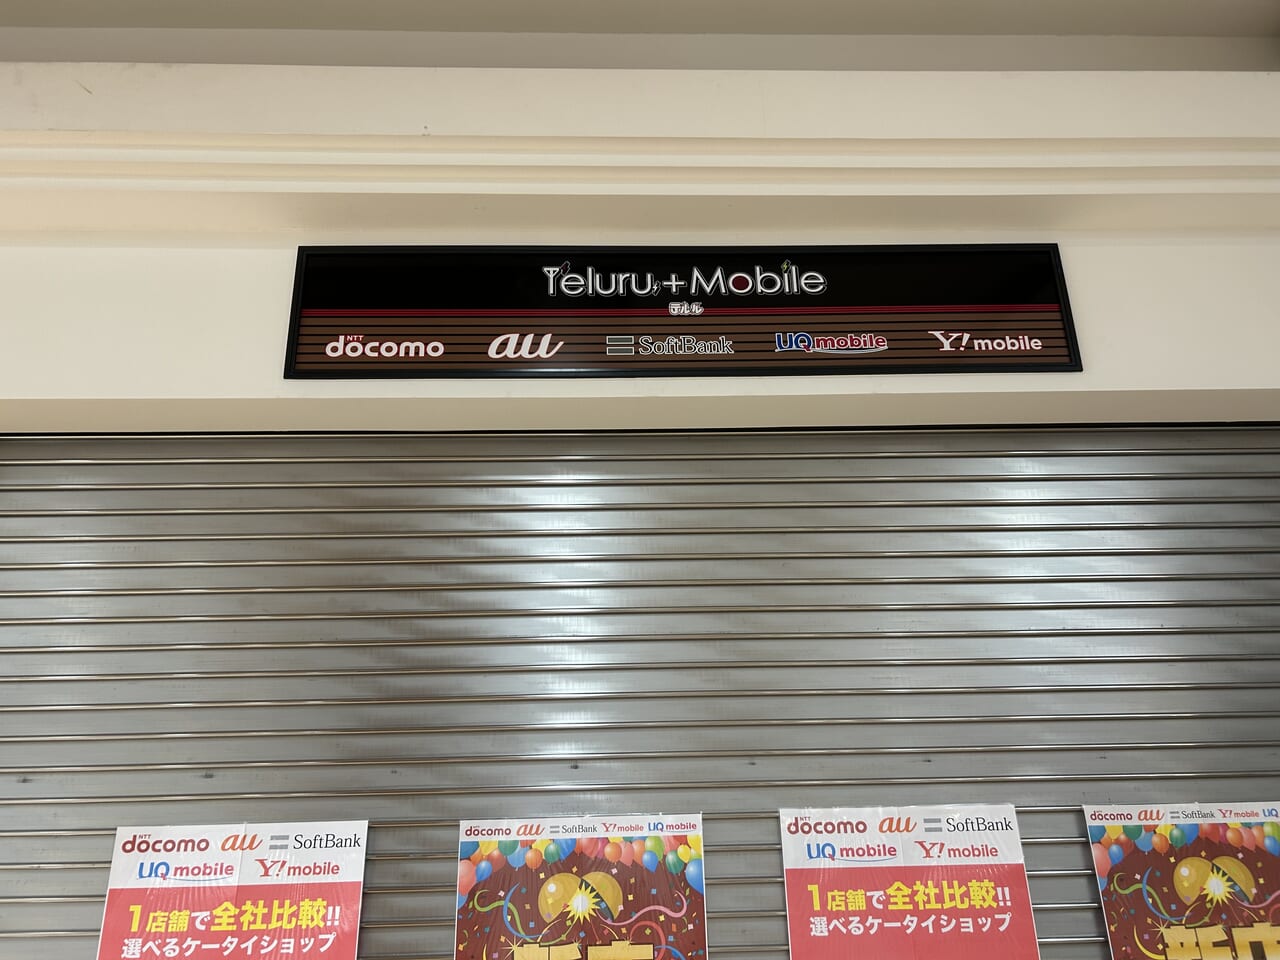 Teluru+Mobile
テルル
NTT
docomo au SoftBank UQ mobile Y! mobile
NTT
docomo au SoftBank
UQ mobile Y! mobile
1店舗で全社比較!!
選べるケータイショップ
docomo au SoftBank Y! mobile UQ mobile
NTT
docomo au SoftBank
UQ mobile Y! mobile
1店舗で全社比較!!
選べるケータイショップ
docomo au SoftBank Y! mobile UQ